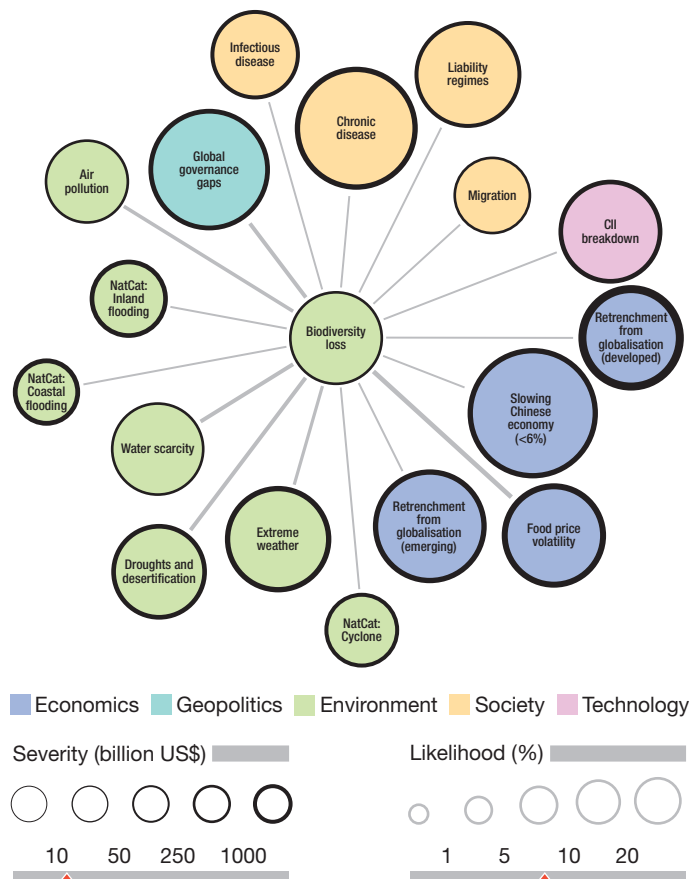 Infectious
disease
Liability
regimes
Chronic
disease
Global
governance
gaps
Air
pollution
Migration
CII
breakdown
NatCat:
Inland
flooding
Biodiversity
loss
Retrenchment
from
globalisation
(developed)
NatCat:
Coastal
flooding
Slowing
Chinese
economy
(<6%)
Water scarcity
Extreme
weather
Retrenchment
from
globalisation
(emerging)
Food price
volatility
Droughts and
desertification
NatCat:
Cyclone
Economics Geopolitics Environment Society Technology
Severity (billion US$)
Likelihood (%)
10 50 250 1000
1 5 10 20